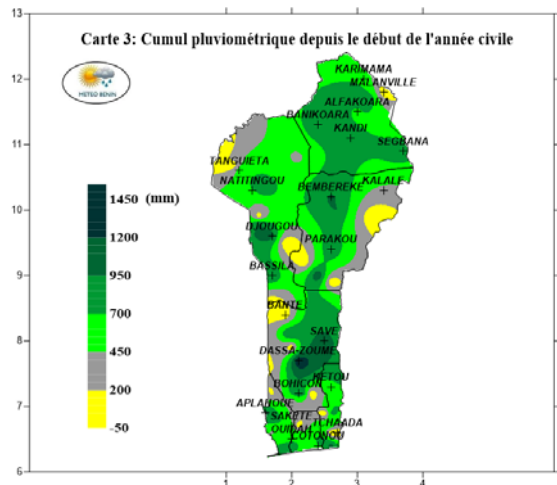 Carte 3: Cumul pluviométrique depuis le début de l'année civile
METEO BENIN
13
12
11
10
9
8
7
6
1
2
3
4
1450 (mm)
1200
950
700
450
200
-50
KARIMAMA
MALANVILLE
ALFAKOARA
BANIKOARA
KANDI
SEGBANA
TANGUIETA
NATITINGOU
BEMBEREKE
KALALE
DJOUGOU
PARAKOU
BASSILA
BANTE
SAVE
DASSA-ZOUME
KETOU
BOHICON
APLAHOUE
SAKETE
TCHAADA
OUIDAH
COTONOU